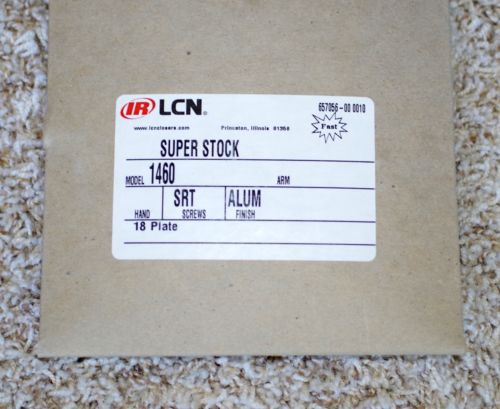 IR LCN®
657056-00 0010
www.lcnclosers.com Princeton, Illinois 61356
Fast
SUPER STOCK
MODEL 1460 ARM
SRT ALUM
HAND SCREWS FINISH
18 Plate